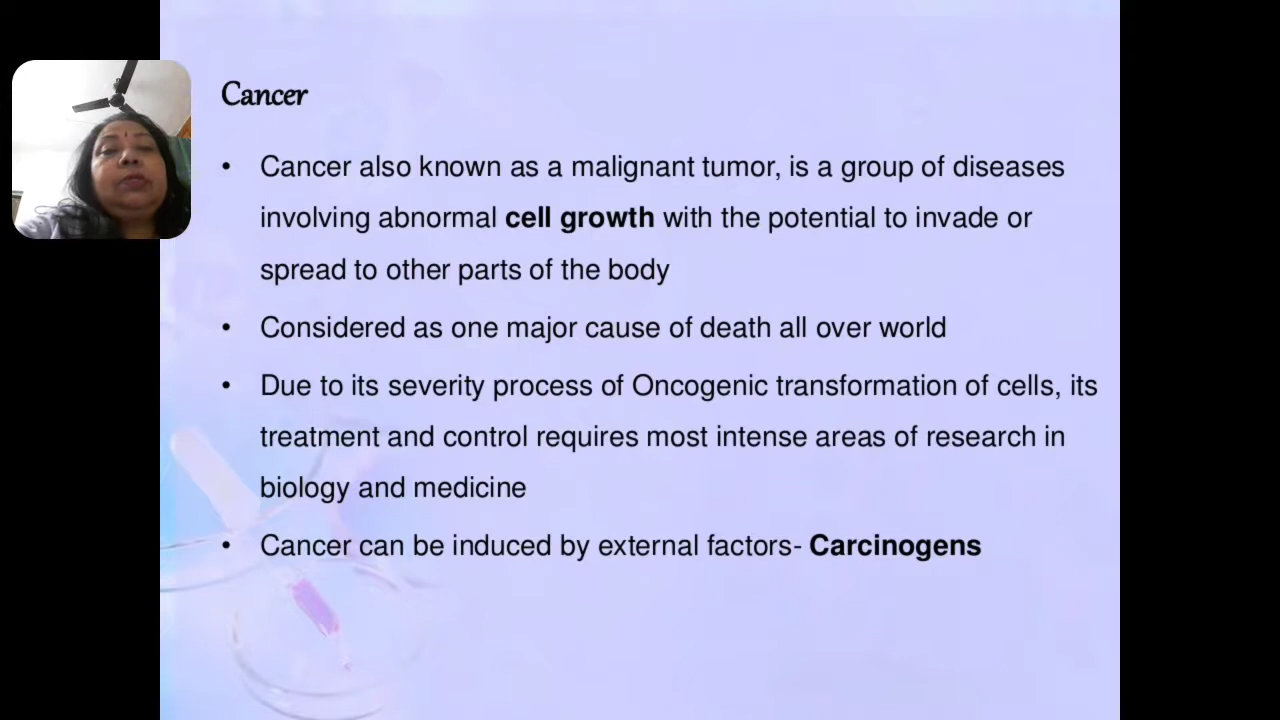 Cancer
• Cancer also known as a malignant tumor, is a group of diseases
involving abnormal cell growth with the potential to invade or
spread to other parts of the body
• Considered as one major cause of death all over world
• Due to its severity process of Oncogenic transformation of cells, its
treatment and control requires most intense areas of research in
biology and medicine
• Cancer can be induced by external factors- Carcinogens